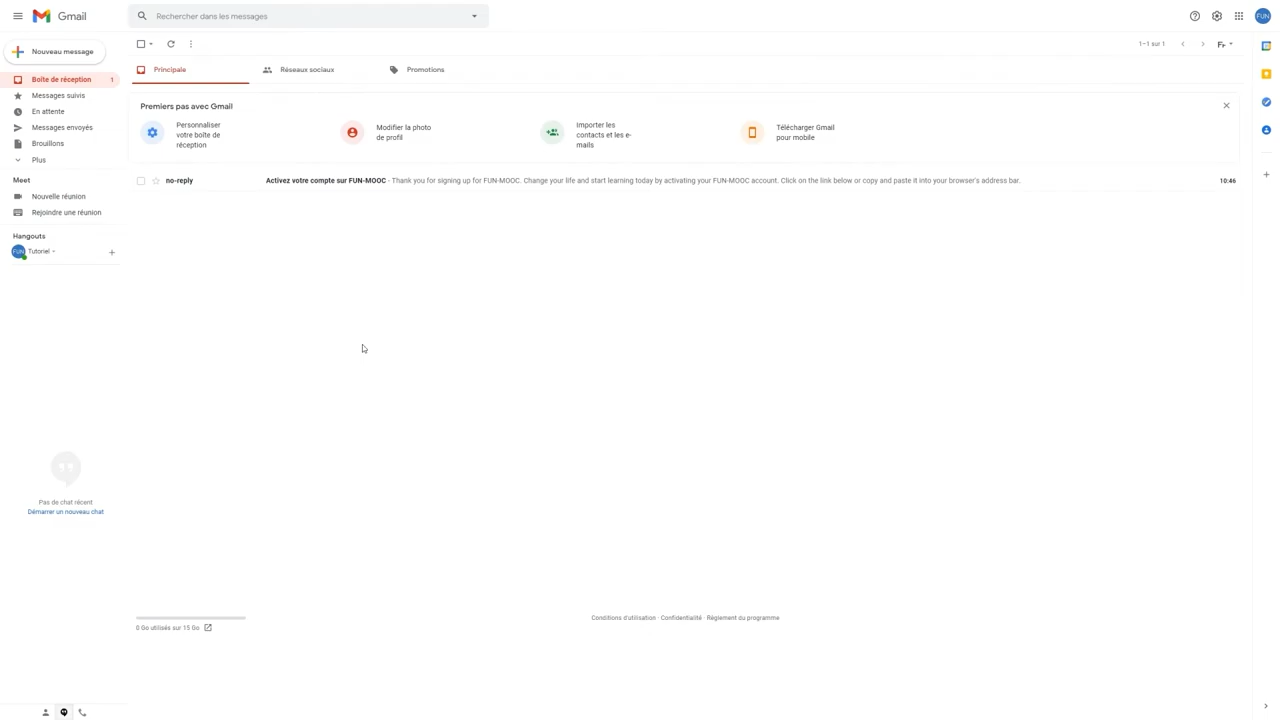 Gmail
Rechercher dans les messages
FUN
Nouveau message
1–1 sur 1
Fr
Boîte de réception 1
Principale
Réseaux sociaux
Promotions
Messages suivis
En attente
Messages envoyés
Brouillons
Plus
Premiers pas avec Gmail
Personnaliser
votre boîte de
réception
Modifier la photo
de profil
Importer les
contacts et les e-
mails
Télécharger Gmail
pour mobile
no-reply Activez votre compte sur FUN-MOOC - Thank you for signing up for FUN-MOOC. Change your life and start learning today by activating your FUN-MOOC account. Click on the link below or copy and paste it into your browser's address bar. 10:46
Meet
Nouvelle réunion
Rejoindre une réunion
Hangouts
FUN Tutoriel
Pas de chat récent
Démarrer un nouveau chat
0 Go utilisés sur 15 Go
Conditions d'utilisation · Confidentialité · Règlement du programme